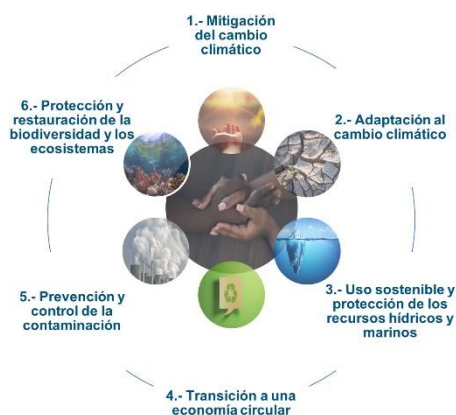 1.- Mitigación
del cambio
climático
2.- Adaptación al
cambio climático
3.- Uso sostenible y
protección de los
recursos hídricos y
marinos
4.- Transición a una
economía circular
5.- Prevención y
control de la
contaminación
6.- Protección y
restauración de la
biodiversidad y los
ecosistemas